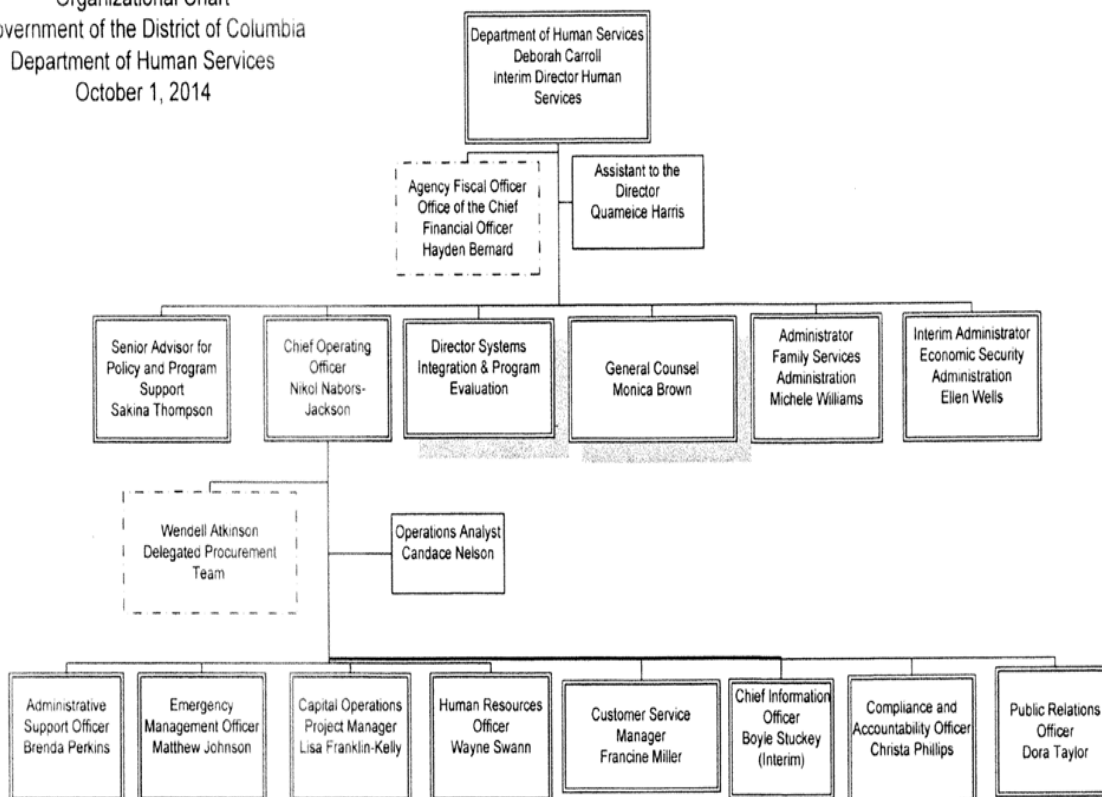 Organizational Chart
overnment of the District of Columbia
Department of Human Services
October 1, 2014
Department of Human Services
Deborah Carroll
Interim Director Human
Services
Agency Fiscal Officer
Office of the Chief
Financial Officer
Hayden Bernard
Assistant to the
Director
Quameice Harris
Senior Advisor for
Policy and Program
Support
Sakina Thompson
Chief Operating
Officer
Nikol Nabors-
Jackson
Director Systems
Integration & Program
Evaluation
General Counsel
Monica Brown
Administrator
Family Services
Administration
Michele Williams
Interim Administrator
Economic Security
Administration
Ellen Wells
Wendell Atkinson
Delegated Procurement
Team
Operations Analyst
Candace Nelson
Administrative
Support Officer
Brenda Perkins
Emergency
Management Officer
Matthew Johnson
Capital Operations
Project Manager
Lisa Franklin-Kelly
Human Resources
Officer
Wayne Swann
Customer Service
Manager
Francine Miller
Chief Information
Officer
Boyle Stuckey
(Interim)
Compliance and
Accountability Officer
Christa Phillips
Public Relations
Officer
Dora Taylor